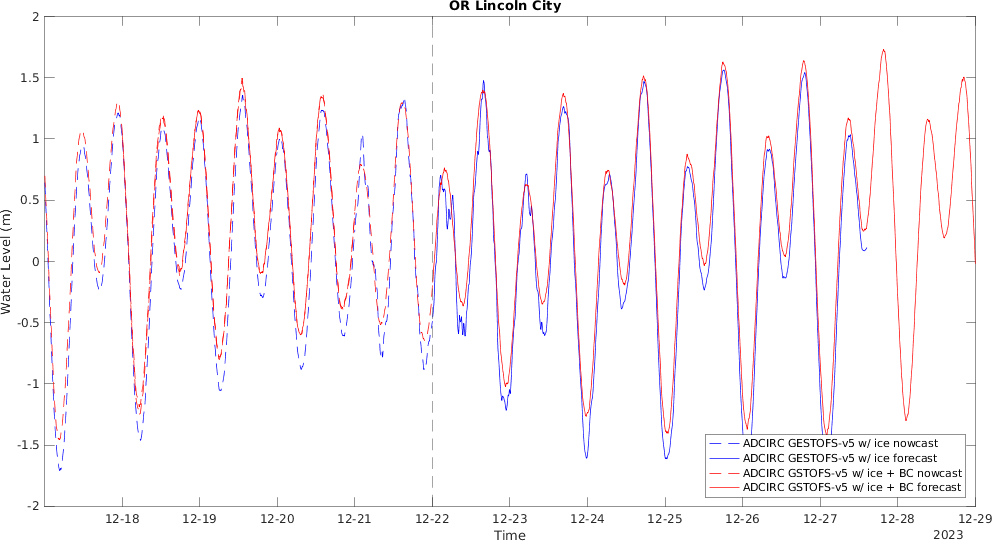 OR Lincoln City
2
1.5
1
0.5
0
-0.5
-1
-1.5
-2
Water Level (m)
ADCIRC GESTOFS-v5 w/ ice nowcast
ADCIRC GESTOFS-v5 w/ ice forecast
ADCIRC GSTOFS-v5 w/ ice + BC nowcast
ADCIRC GSTOFS-v5 w/ ice + BC forecast
12-18 12-19 12-20 12-21 12-22 12-23 12-24 12-25 12-26 12-27 12-28 12-29
Time
2023